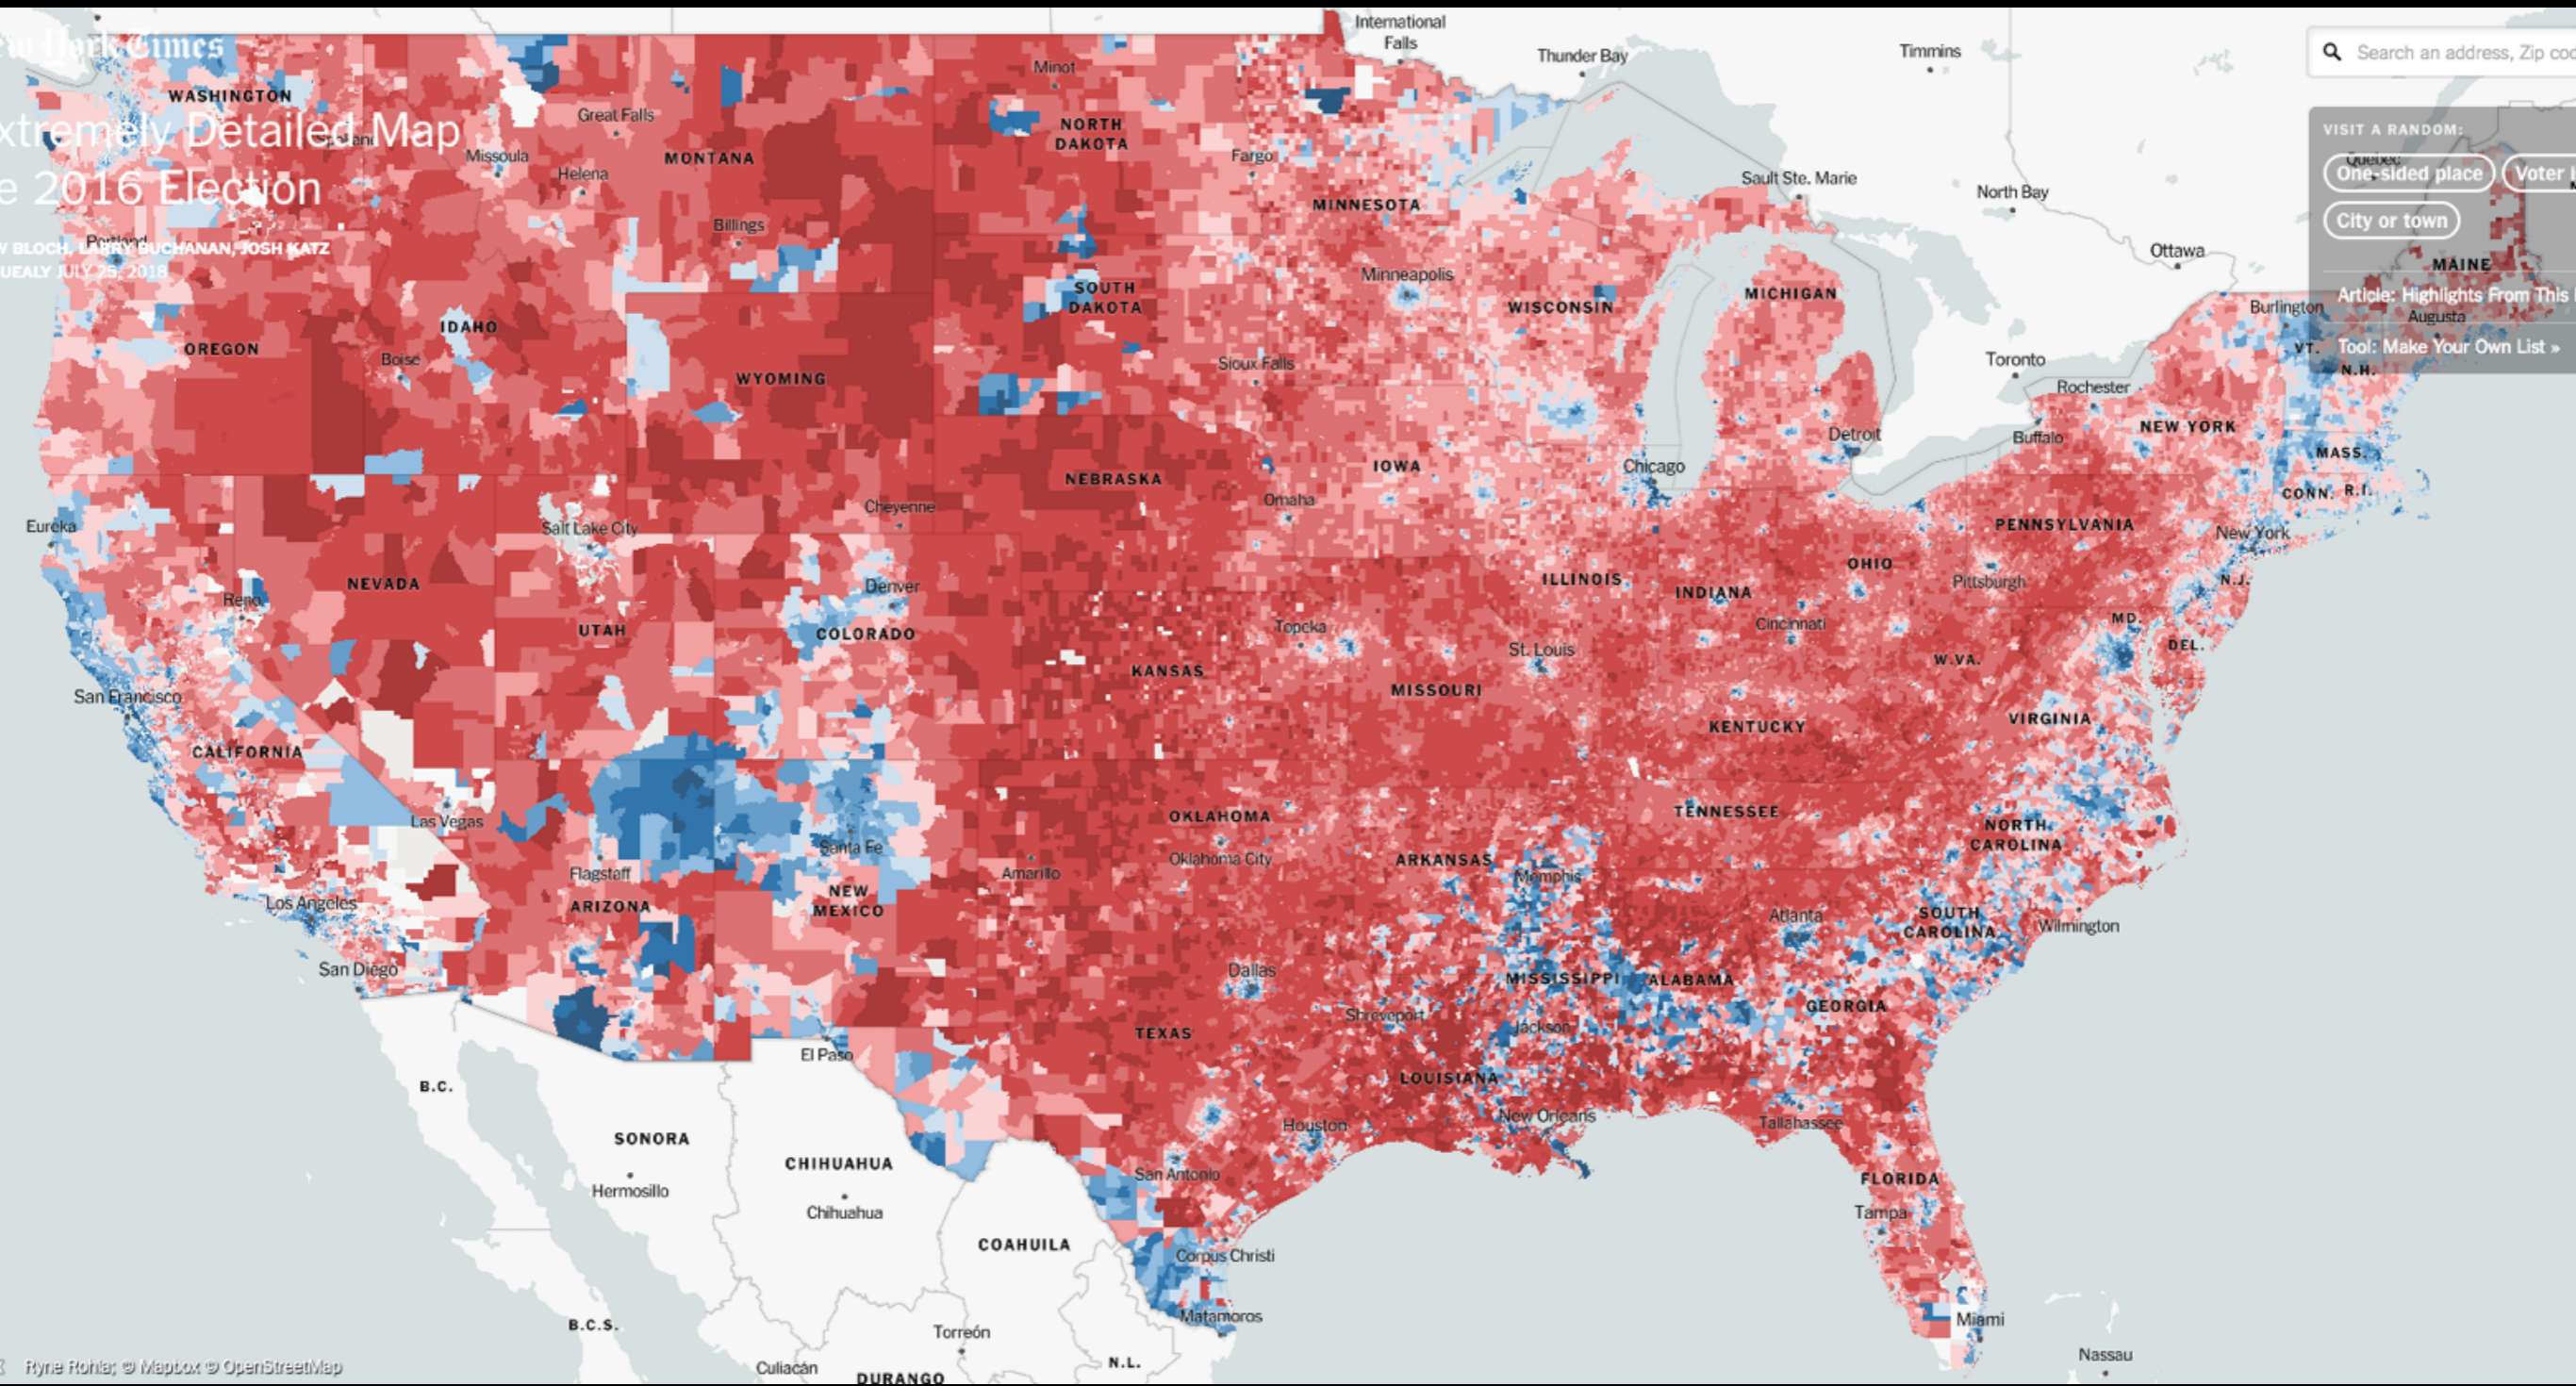 ew York Times
xtremely Detailed Map
e 2016 Election
W BLOCH, LARRY BUCHANAN, JOSH KATZ
UEALY JULY 25, 2018
Search an address, Zip cod
VISIT A RANDOM:
One-sided place
Voter i
City or town
Article: Highlights From This
Tool: Make Your Own List »
International
Falls
Thunder Bay
Timmins
Minot
WASHINGTON
Spokane
Great Falls
NORTH
DAKOTA
Missoula
Helena
MONTANA
Fargo
Quebec
Sault Ste. Marie
North Bay
MINNESOTA
Billings
Portland
Ottawa
MAINE
Minneapolis
SOUTH
DAKOTA
WISCONSIN
MICHIGAN
Burlington
Augusta
IDAHO
OREGON
Boise
VT.
N.H.
WYOMING
Sioux Falls
Toronto
Rochester
NEW YORK
Detroit
Buffalo
MASS.
IOWA
Chicago
NEBRASKA
Omaha
CONN.
R.I.
Cheyenne
Eureka
Salt Lake City
PENNSYLVANIA
New York
NEVADA
Denver
ILLINOIS
INDIANA
OHIO
Pittsburgh
N.J.
Reno
UTAH
COLORADO
Topeka
Cincinnati
MD.
DEL.
KANSAS
St. Louis
W.VA.
San Francisco
MISSOURI
KENTUCKY
VIRGINIA
CALIFORNIA
Las Vegas
OKLAHOMA
TENNESSEE
NORTH
CAROLINA
Santa Fe
Oklahoma City
ARKANSAS
Memphis
Flagstaff
Amarillo
Los Angeles
ARIZONA
NEW
MEXICO
Atlanta
SOUTH
CAROLINA
Wilmington
San Diego
Dallas
MISSISSIPPI
ALABAMA
GEORGIA
Shreveport
Jackson
TEXAS
El Paso
LOUISIANA
B.C.
New Orleans
Houston
Tallahassee
SONORA
CHIHUAHUA
San Antonio
FLORIDA
Hermosillo
Chihuahua
Tampa
COAHUILA
Corpus Christi
B.C.S.
Matamoros
Miami
Torreón
Nassau
Culiacán
N.L.
DURANGO
Ryne Rohla; © Mapbox © OpenStreetMap